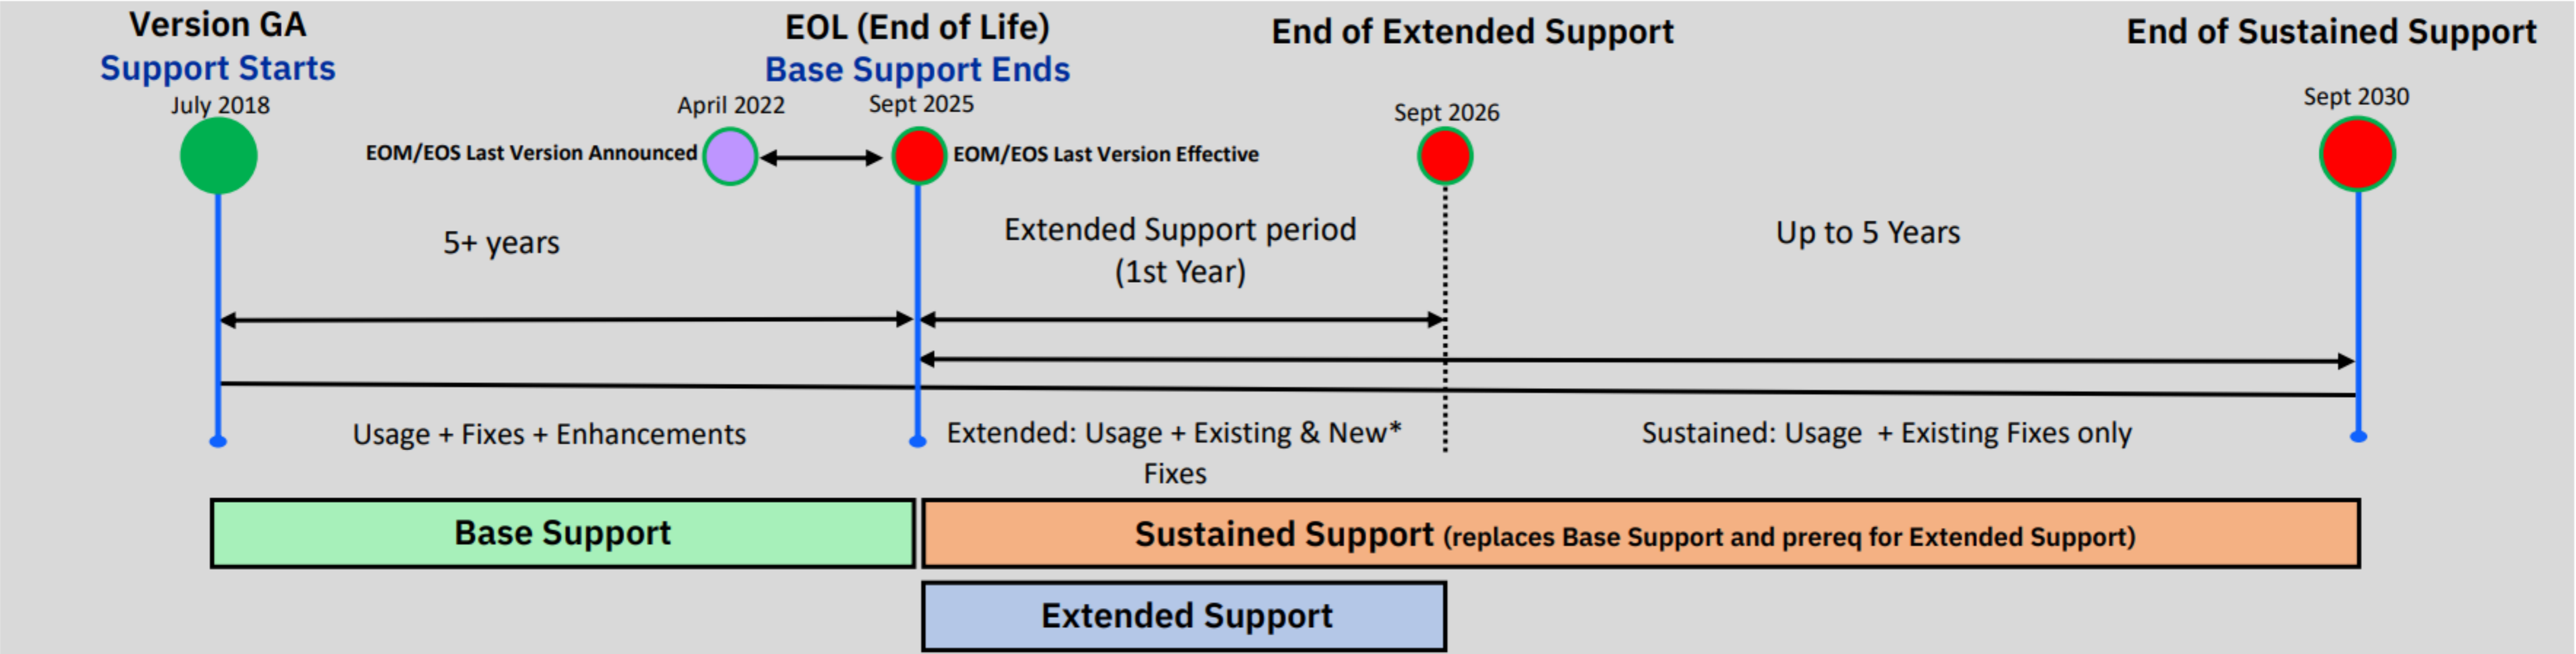 Version GA
Support Starts
July 2018
EOL (End of Life)
Base Support Ends
April 2022
Sept 2025
End of Extended Support
Sept 2026
End of Sustained Support
Sept 2030
EOM/EOS Last Version Announced
EOM/EOS Last Version Effective
5+ years
Extended Support period
(1st Year)
Up to 5 Years
Usage + Fixes + Enhancements
Extended: Usage + Existing & New*
Fixes
Sustained: Usage + Existing Fixes only
Base Support
Sustained Support (replaces Base Support and prereq for Extended Support)
Extended Support